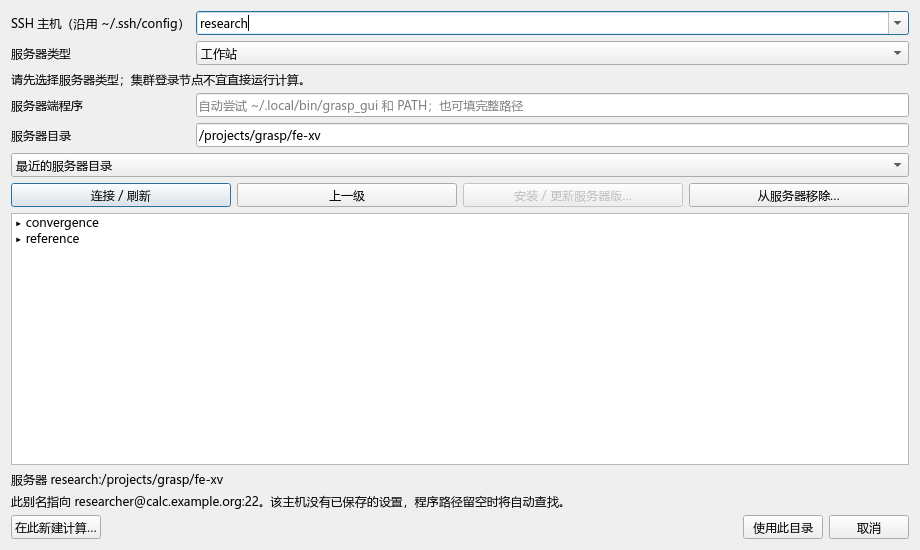 SSH 主机（沿用 ~/.ssh/config） research
服务器类型 工作站
请先选择服务器类型；集群登录节点不宜直接运行计算。
服务器端程序 自动尝试 ~/.local/bin/grasp_gui 和 PATH；也可填完整路径
服务器目录 /projects/grasp/fe-xv
最近的服务器目录
连接 / 刷新 上一级 安装 / 更新服务器版... 从服务器移除...
convergence
reference
服务器 research:/projects/grasp/fe-xv
此别名指向 researcher@calc.example.org:22。该主机没有已保存的设置，程序路径留空时将自动查找。
在此新建计算... 使用此目录 取消